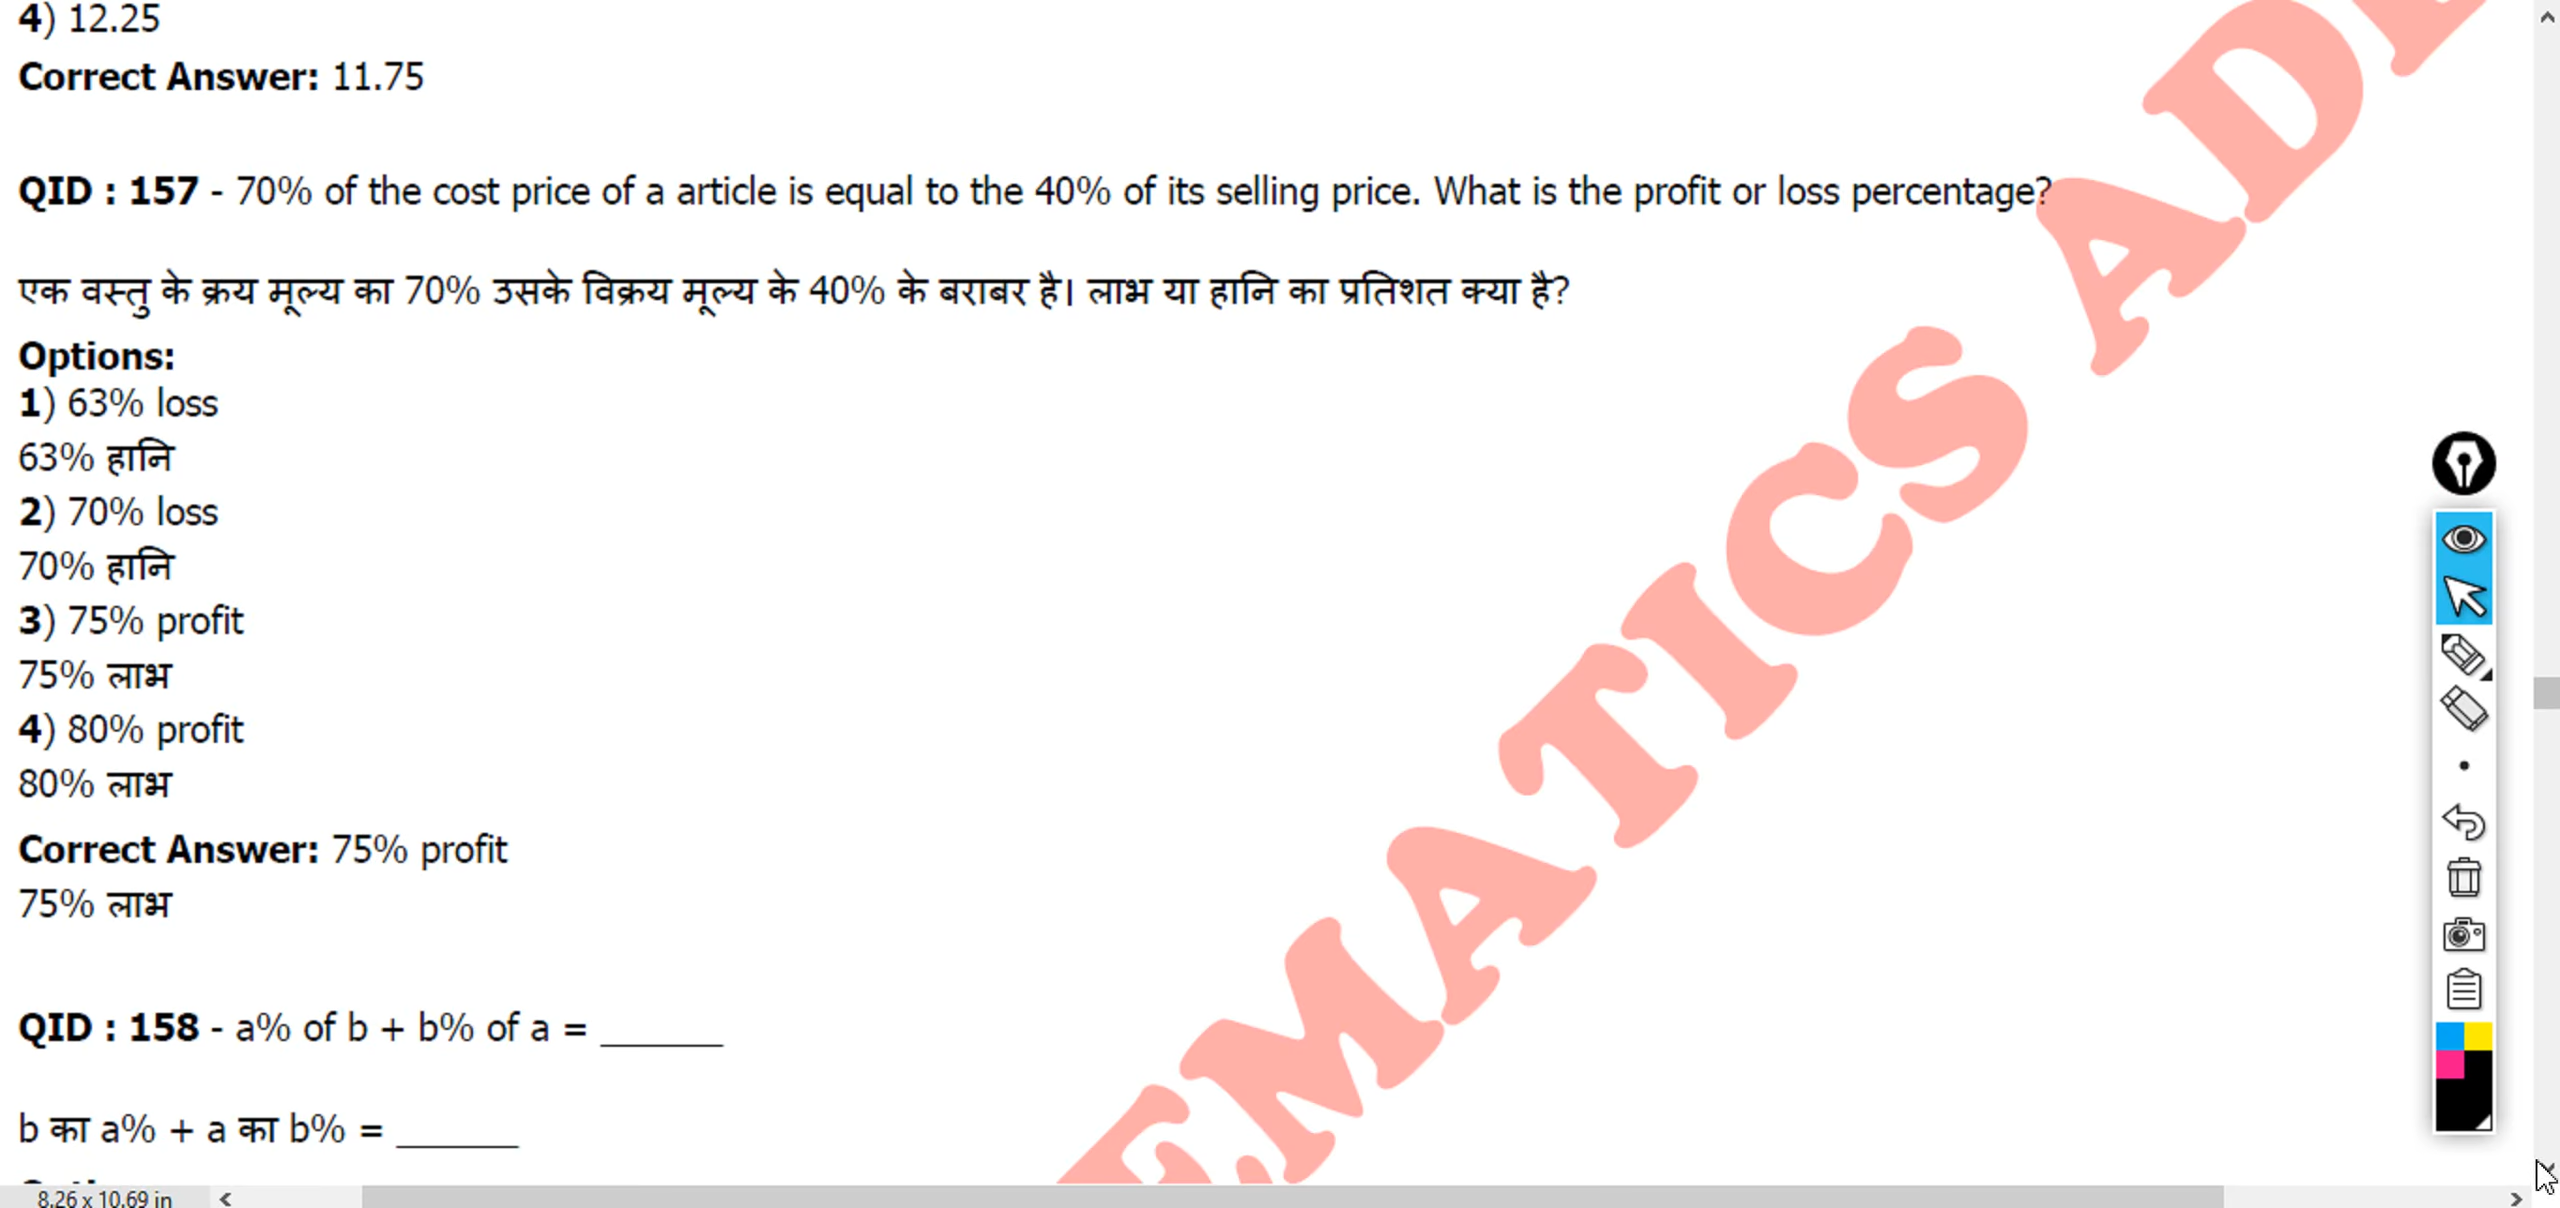 4) 12.25
Correct Answer: 11.75
QID : 157 - 70% of the cost price of a article is equal to the 40% of its selling price. What is the profit or loss percentage?
एक वस्तु के क्रय मूल्य का 70% उसके विक्रय मूल्य के 40% के बराबर है। लाभ या हानि का प्रतिशत क्या है?
Options:
1) 63% loss
63% हानि
2) 70% loss
70% हानि
3) 75% profit
75% लाभ
4) 80% profit
80% लाभ
Correct Answer: 75% profit
75% लाभ
QID : 158 - a% of b + b% of a = ______
b का a% + a का b% = ______
8.26 x 10.69 in
EMATICS AD